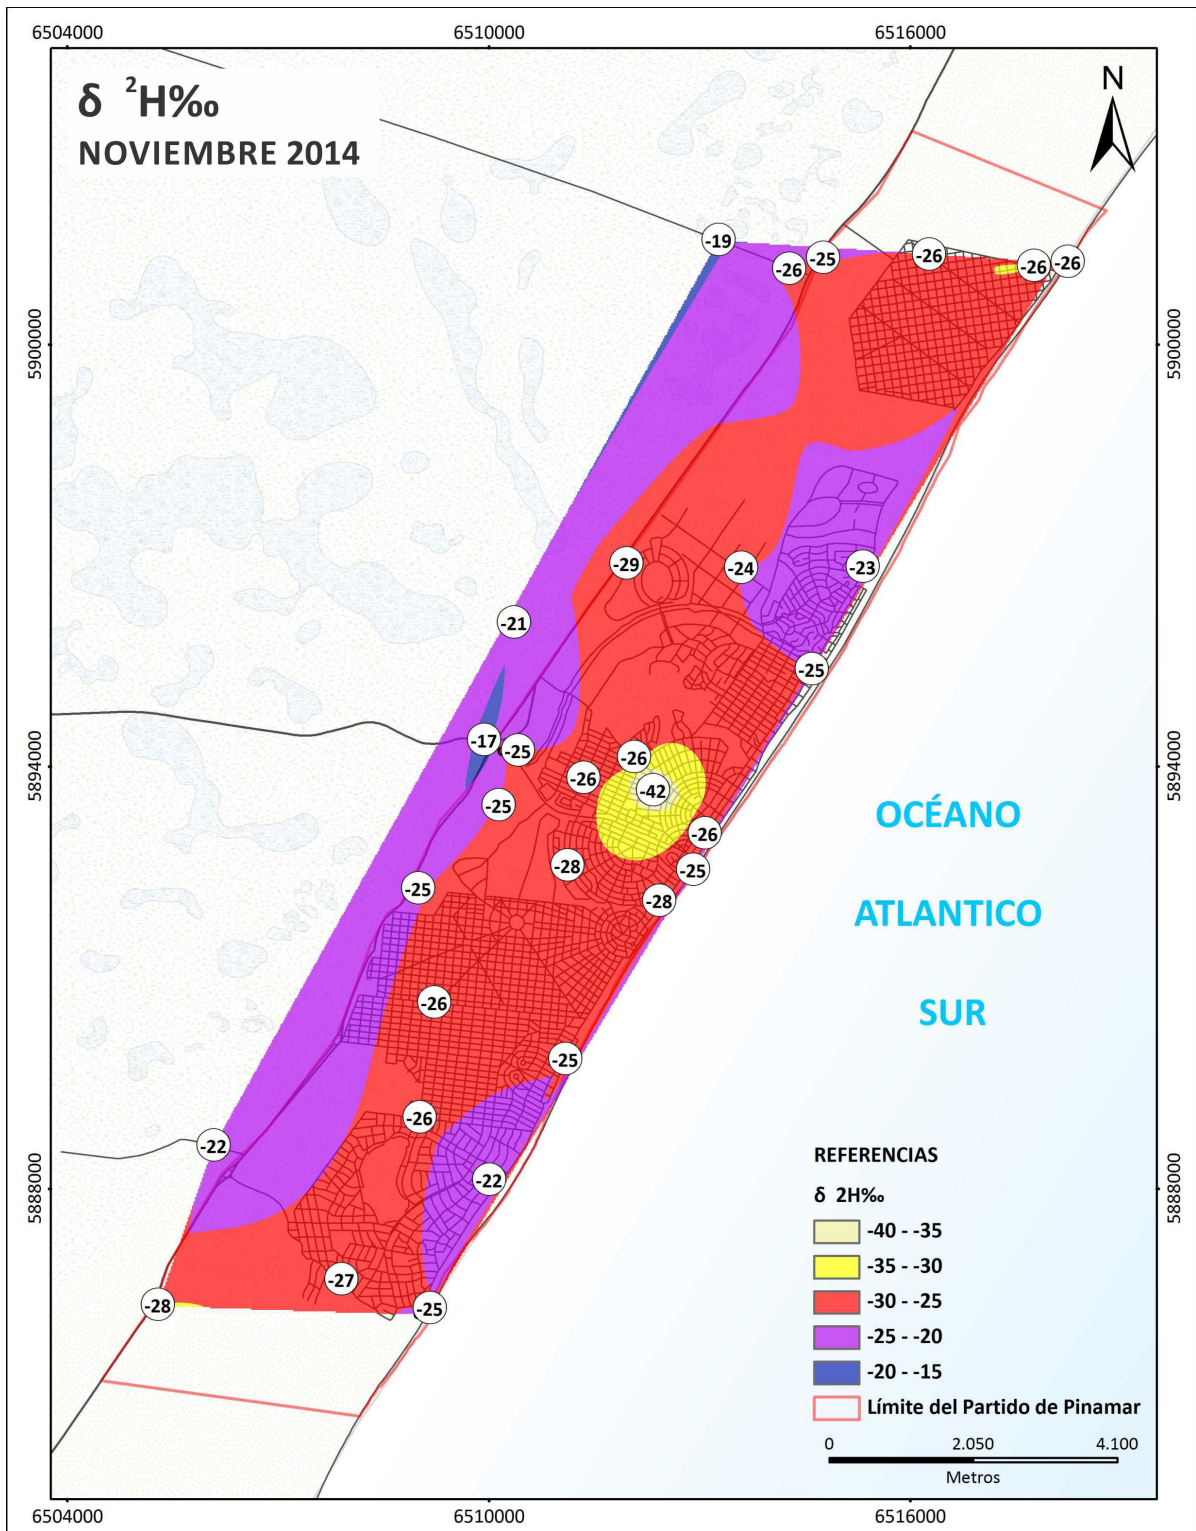 6504000
6510000
6516000
δ ²H‰
NOVIEMBRE 2014
N
-19
-25
-26
-26
-26
-26
5900000
5900000
-29
-24
-23
-21
-25
-17
-25
-26
-26
5894000
5894000
-42
-25
-26
OCÉANO
-28
-25
-25
-28
ATLANTICO
-26
SUR
-25
-26
-22
-22
REFERENCIAS
5888000
5888000
δ 2H‰
-40 - -35
-35 - -30
-27
-30 - -25
-28
-25
-25 - -20
-20 - -15
Límite del Partido de Pinamar
0 2.050 4.100
Metros
6504000
6510000
6516000